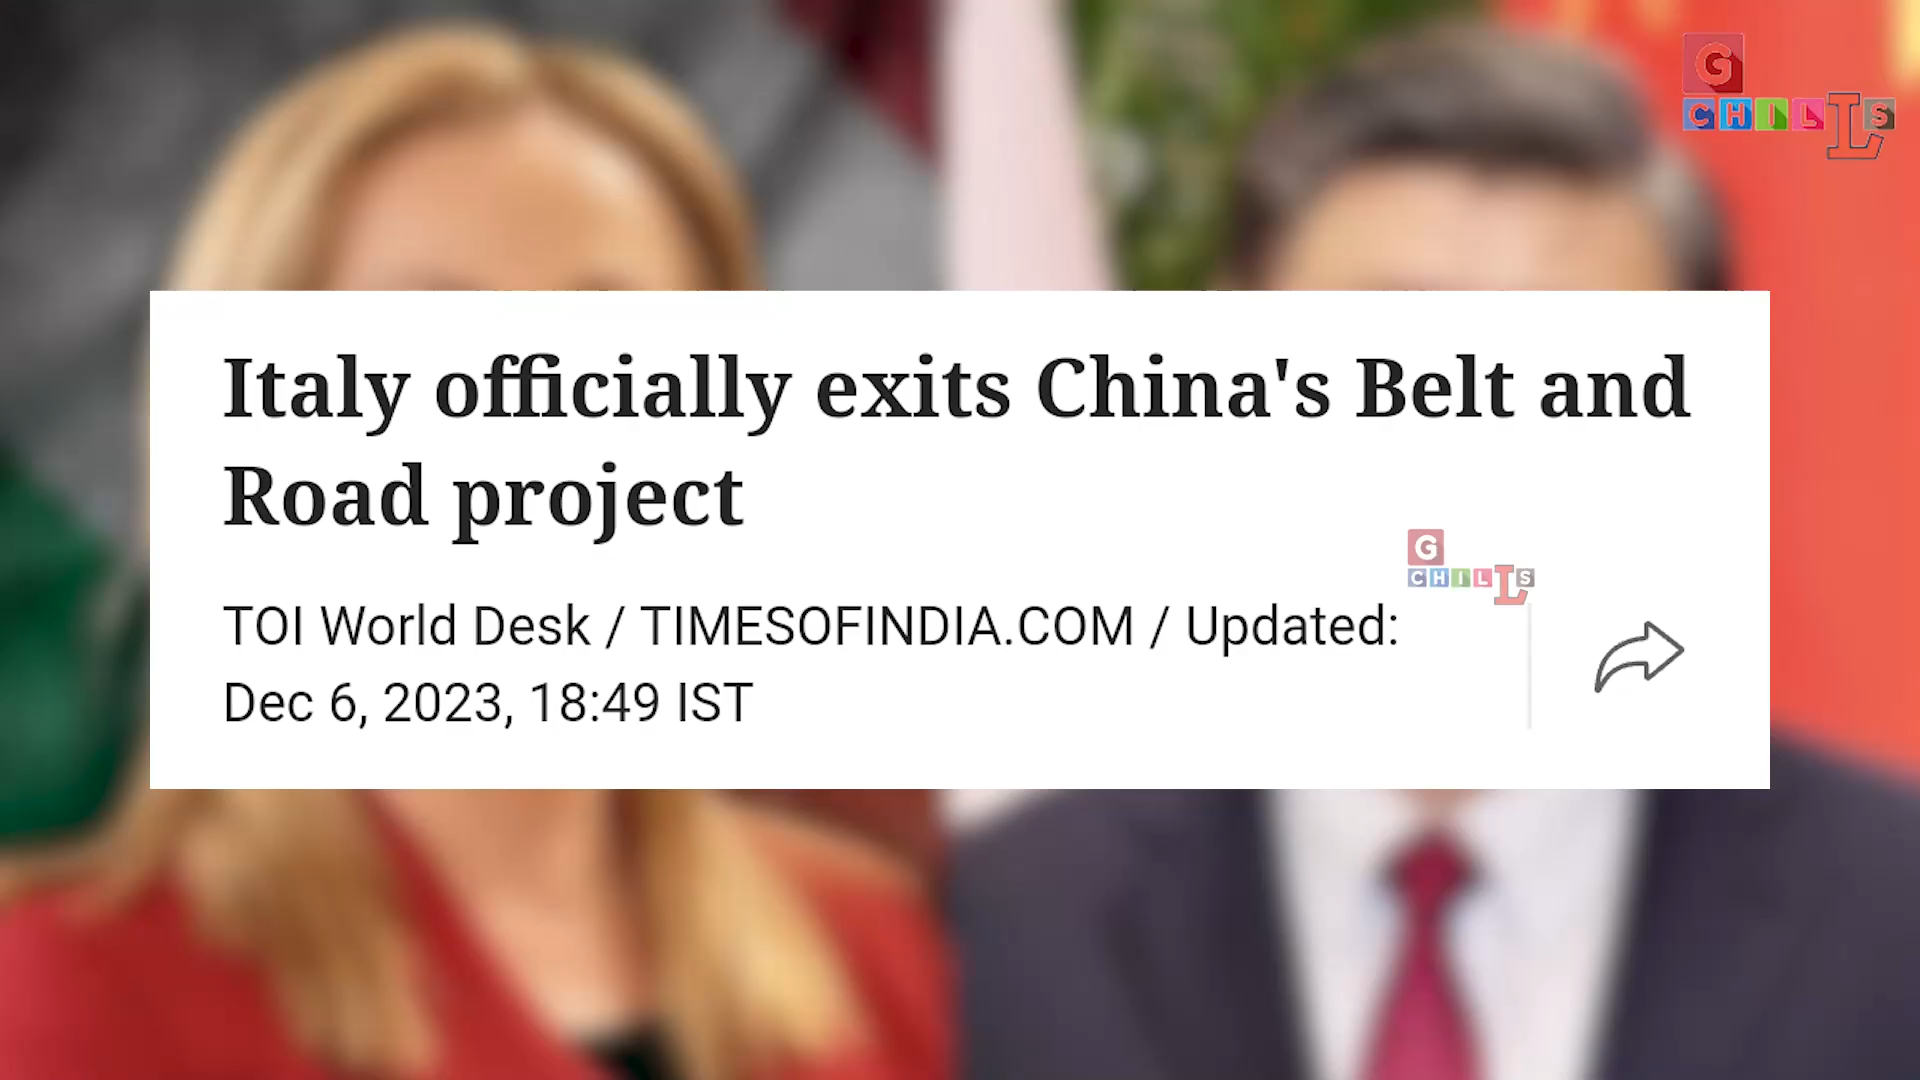 G
CHILLS
Italy officially exits China's Belt and
Road project
G
CHILLS
TOI World Desk / TIMESOFINDIA.COM / Updated:
Dec 6, 2023, 18:49 IST